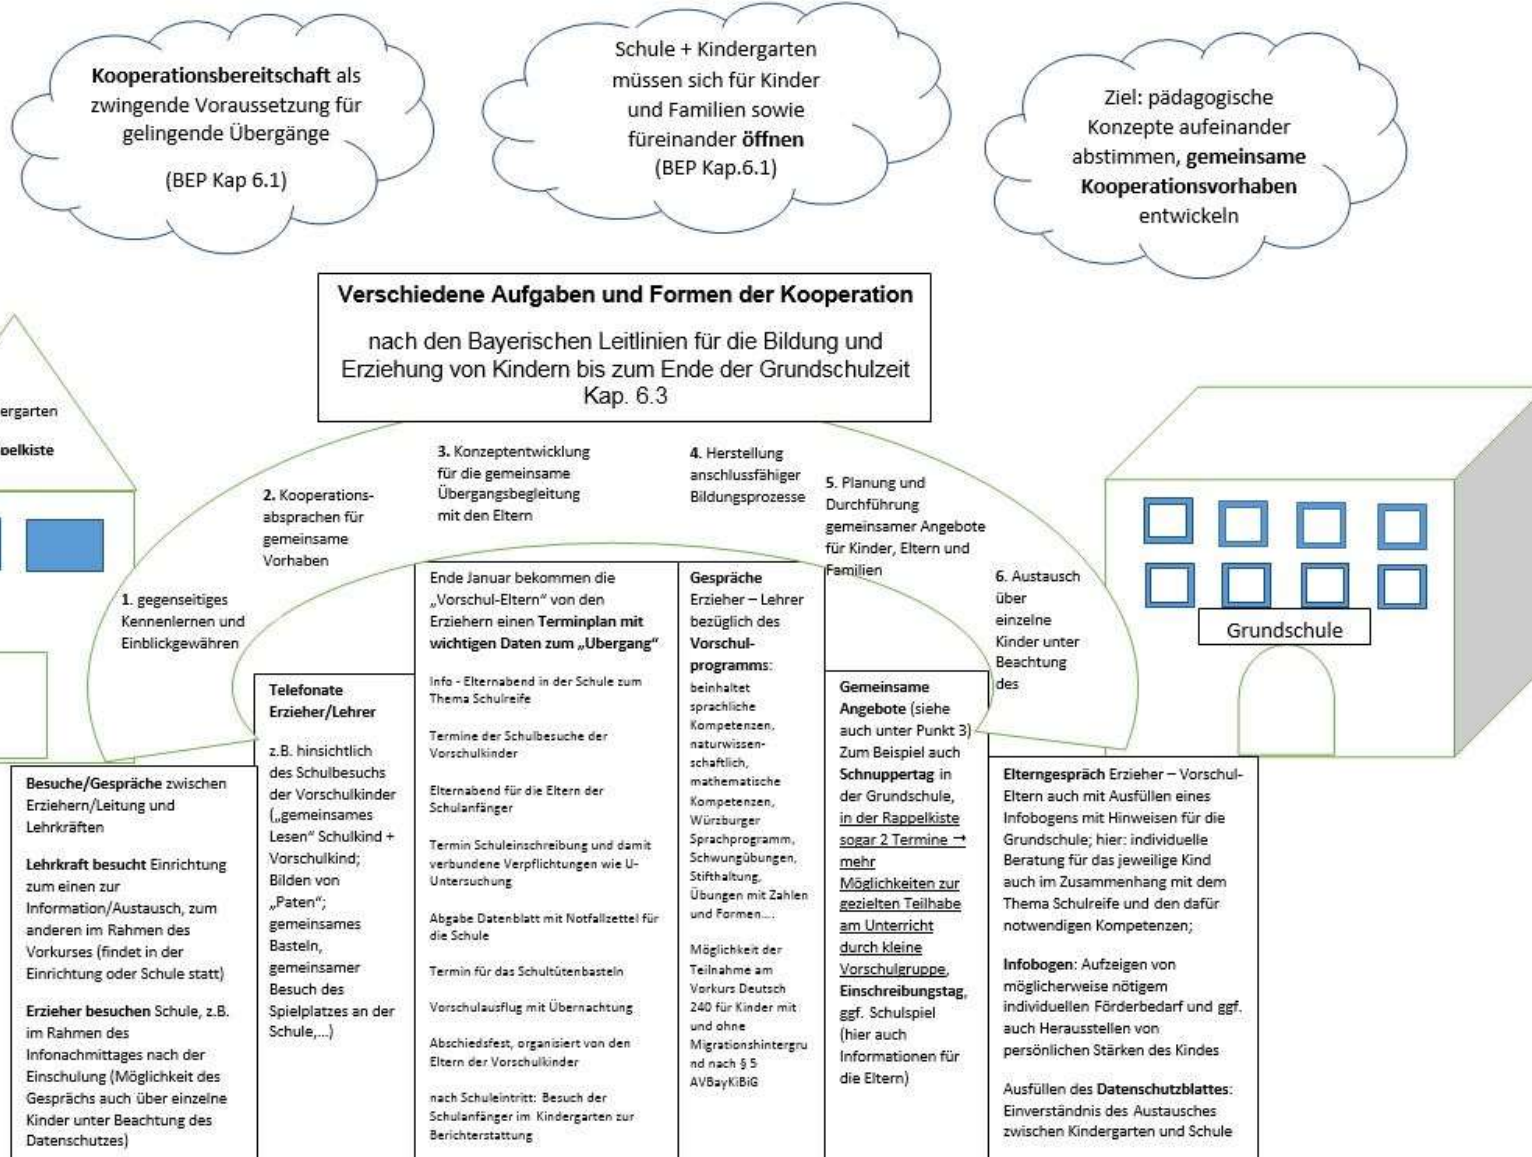 Kooperationsbereitschaft als
zwingende Voraussetzung für
gelingende Übergänge
(BEP Kap 6.1)
Schule + Kindergarten
müssen sich für Kinder
und Familien sowie
füreinander öffnen
(BEP Kap.6.1)
Ziel: pädagogische
Konzepte aufeinander
abstimmen, gemeinsame
Kooperationsvorhaben
entwickeln
Verschiedene Aufgaben und Formen der Kooperation
nach den Bayerischen Leitlinien für die Bildung und
Erziehung von Kindern bis zum Ende der Grundschulzeit
Kap. 6.3
ergarten
pelkiste
1. gegenseitiges
Kennenlernen und
Einblickgewähren
2. Kooperations-
absprachen für
gemeinsame
Vorhaben
3. Konzeptentwicklung
für die gemeinsame
Übergangsbegleitung
mit den Eltern
4. Herstellung
anschlussfähiger
Bildungsprozesse
5. Planung und
Durchführung
gemeinsamer Angebote
für Kinder, Eltern und
Familien
6. Austausch
über
einzelne
Kinder unter
Beachtung
des
Grundschule
Besuche/Gespräche zwischen
Erziehern/Leitung und
Lehrkräften
Lehrkraft besucht Einrichtung
zum einen zur
Information/Austausch, zum
anderen im Rahmen des
Vorkurses (findet in der
Einrichtung oder Schule statt)
Erzieher besuchen Schule, z.B.
im Rahmen des
Infonachmittages nach der
Einschulung (Möglichkeit des
Gesprächs auch über einzelne
Kinder unter Beachtung des
Datenschutzes)
Telefonate
Erzieher/Lehrer
z.B. hinsichtlich
des Schulbesuchs
der Vorschulkinder
(„gemeinsames
Lesen“ Schulkind +
Vorschulkind;
Bilden von
„Paten“;
gemeinsames
Basteln,
gemeinsamer
Besuch des
Spielplatzes an der
Schule,...)
Ende Januar bekommen die
„Vorschul-Eltern“ von den
Erziehern einen Terminplan mit
wichtigen Daten zum „Übergang“
Info - Elternabend in der Schule zum
Thema Schulreife
Termine der Schulbesuche der
Vorschulkinder
Elternabend für die Eltern der
Schulanfänger
Termin Schuleinschreibung und damit
verbundene Verpflichtungen wie U-
Untersuchung
Abgabe Datenblatt mit Notfallzettel für
die Schule
Termin für das Schultütenbasteln
Vorschulausflug mit Übernachtung
Abschiedsfest, organisiert von den
Eltern der Vorschulkinder
nach Schuleintritt: Besuch der
Schulanfänger im Kindergarten zur
Berichterstattung
Gespräche
Erzieher – Lehrer
bezüglich des
Vorschul-
programms:
beinhaltet
sprachliche
Kompetenzen,
naturwissen-
schaftlich,
mathematische
Kompetenzen,
Würzburger
Sprachprogramm,
Schwungübungen,
Stifthaltung,
Übungen mit Zahlen
und Formen....
Möglichkeit der
Teilnahme am
Vorkurs Deutsch
240 für Kinder mit
und ohne
Migrationshintergru
nd nach § 5
AVBayKiBiG
Gemeinsame
Angebote (siehe
auch unter Punkt 3)
Zum Beispiel auch
Schnuppertag in
der Grundschule,
in der Rappelkiste
sogar 2 Termine →
mehr
Möglichkeiten zur
gezielten Teilhabe
am Unterricht
durch kleine
Vorschulgruppe,
Einschreibungstag,
ggf. Schulspiel
(hier auch
Informationen für
die Eltern)
Elterngespräch Erzieher – Vorschul-
Eltern auch mit Ausfüllen eines
Infobogens mit Hinweisen für die
Grundschule; hier: individuelle
Beratung für das jeweilige Kind
auch im Zusammenhang mit dem
Thema Schulreife und den dafür
notwendigen Kompetenzen;
Infobogen: Aufzeigen von
möglicherweise nötigem
individuellen Förderbedarf und ggf.
auch Herausstellen von
persönlichen Stärken des Kindes
Ausfüllen des Datenschutzblattes:
Einverständnis des Austausches
zwischen Kindergarten und Schule